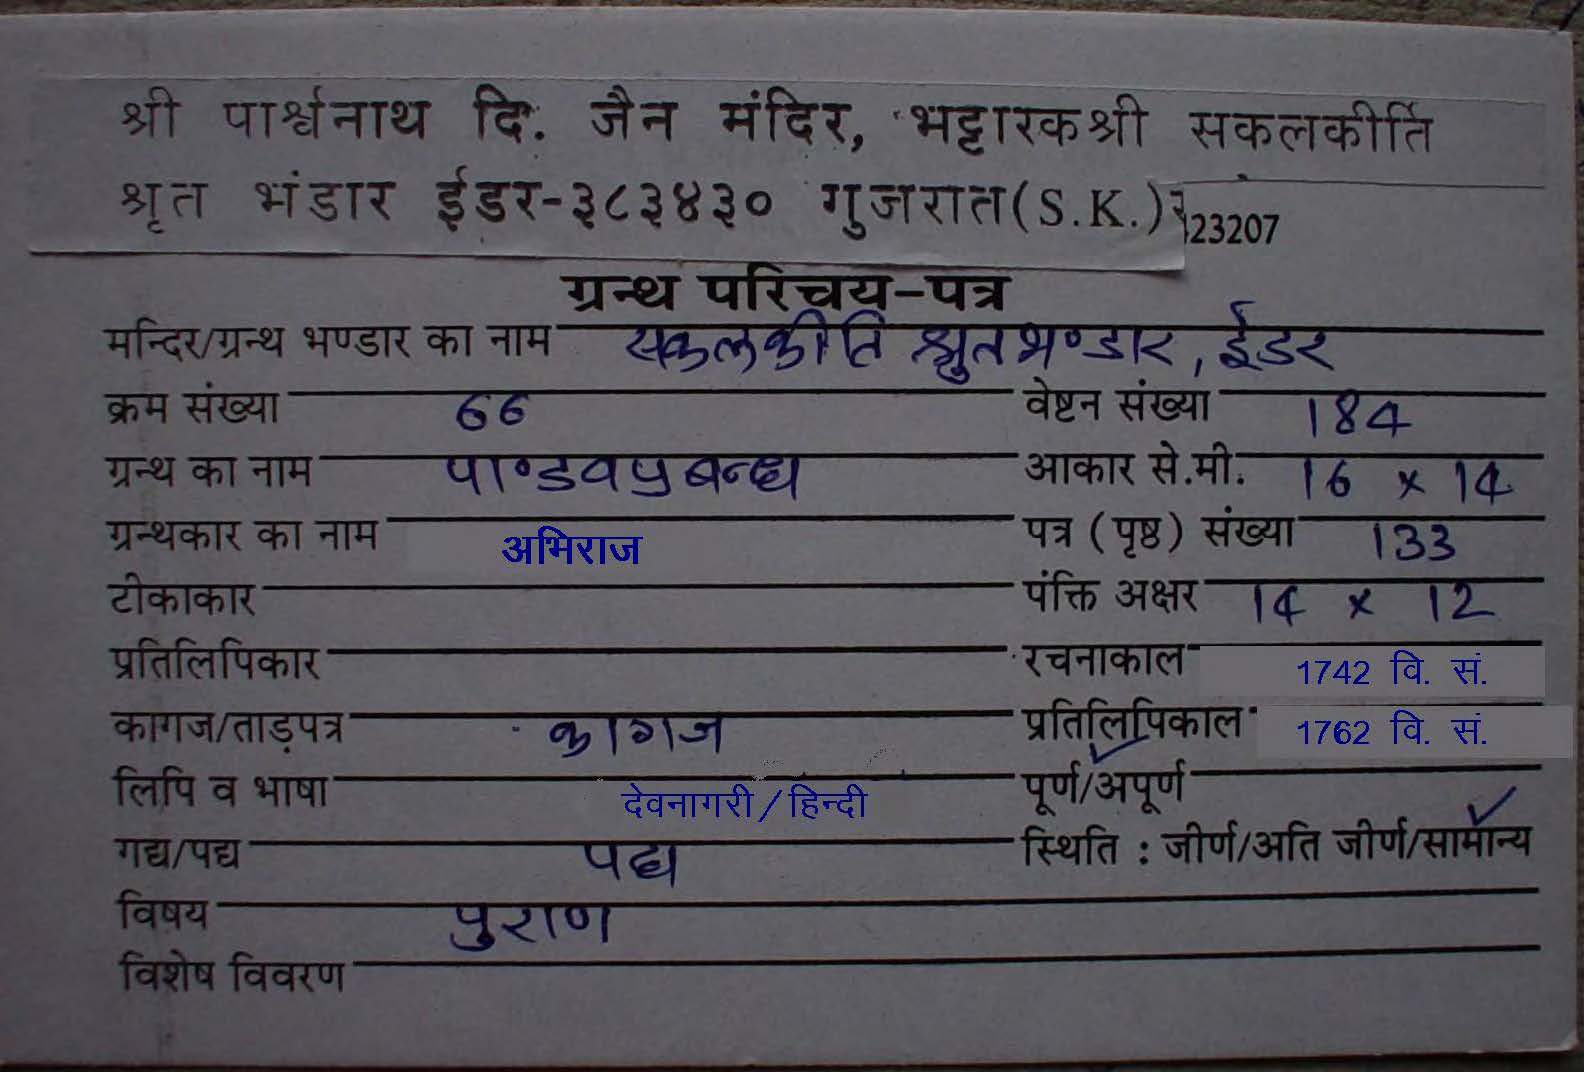 श्री पार्श्वनाथ दि. जैन मंदिर, भट्टारकश्री सकलकीर्ति
श्रृत भंडार ईडर-३८३४३० गुजरात(S.K.) 23207
ग्रन्थ परिचय-पत्र
मन्दिर/ग्रन्थ भण्डार का नाम सकलकीर्ति श्रुतभण्डार, ईडर
क्रम संख्या 66 वेष्टन संख्या 184
ग्रन्थ का नाम पाण्डवप्रबन्ध आकार से.मी. 16 x 14
ग्रन्थकार का नाम अभिराज पत्र (पृष्ठ) संख्या 133
टीकाकार पंक्ति अक्षर 14 x 12
प्रतिलिपिकार रचनाकाल 1742 वि. सं.
कागज/ताड़पत्र कागज प्रतिलिपिकाल 1762 वि. सं.
लिपि व भाषा देवनागरी/हिन्दी पूर्ण/अपूर्ण
गद्य/पद्य पद्य स्थिति : जीर्ण/अति जीर्ण/सामान्य
विषय पुराण
विशेष विवरण